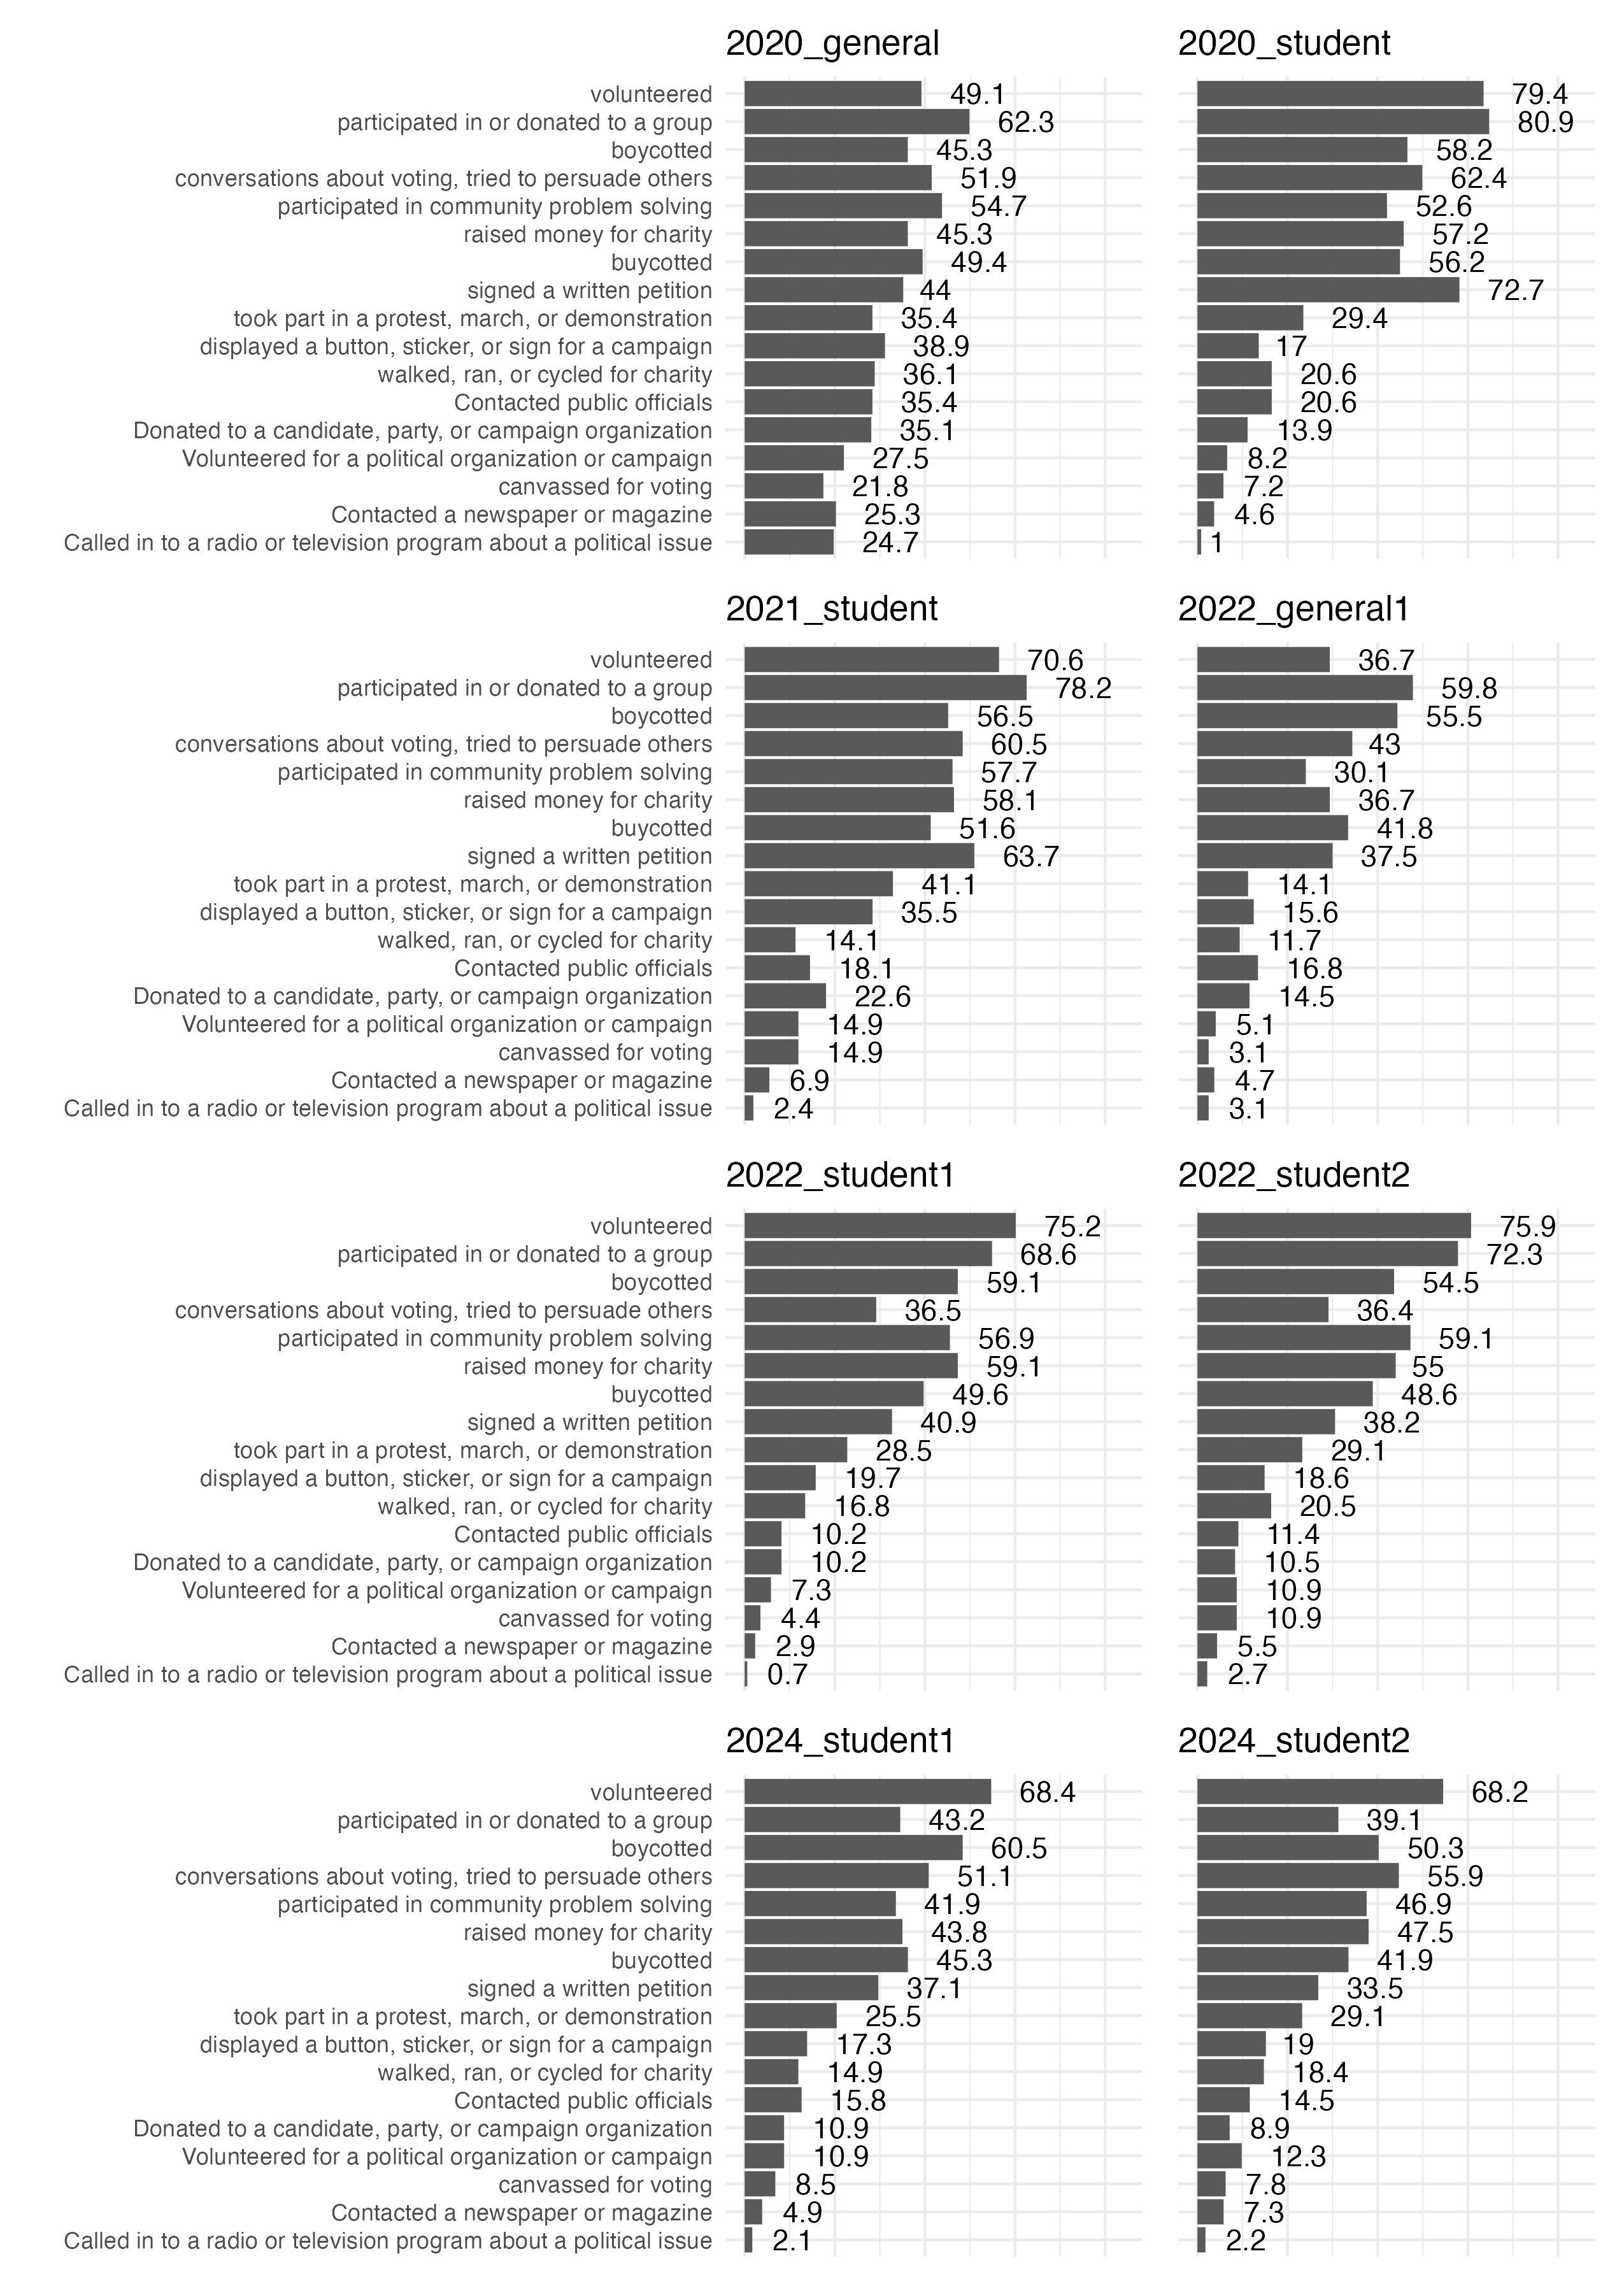 2020_general 2020_student
volunteered 49.1 79.4
participated in or donated to a group 62.3 80.9
boycotted 45.3 58.2
conversations about voting, tried to persuade others 51.9 62.4
participated in community problem solving 54.7 52.6
raised money for charity 45.3 57.2
buycotted 49.4 56.2
signed a written petition 44 72.7
took part in a protest, march, or demonstration 35.4 29.4
displayed a button, sticker, or sign for a campaign 38.9 17
walked, ran, or cycled for charity 36.1 20.6
Contacted public officials 35.4 20.6
Donated to a candidate, party, or campaign organization 35.1 13.9
Volunteered for a political organization or campaign 27.5 8.2
canvassed for voting 21.8 7.2
Contacted a newspaper or magazine 25.3 4.6
Called in to a radio or television program about a political issue 24.7 1
2021_student 2022_general1
volunteered 70.6 36.7
participated in or donated to a group 78.2 59.8
boycotted 56.5 55.5
conversations about voting, tried to persuade others 60.5 43
participated in community problem solving 57.7 30.1
raised money for charity 58.1 36.7
buycotted 51.6 41.8
signed a written petition 63.7 37.5
took part in a protest, march, or demonstration 41.1 14.1
displayed a button, sticker, or sign for a campaign 35.5 15.6
walked, ran, or cycled for charity 14.1 11.7
Contacted public officials 18.1 16.8
Donated to a candidate, party, or campaign organization 22.6 14.5
Volunteered for a political organization or campaign 14.9 5.1
canvassed for voting 14.9 3.1
Contacted a newspaper or magazine 6.9 4.7
Called in to a radio or television program about a political issue 2.4 3.1
2022_student1 2022_student2
volunteered 75.2 75.9
participated in or donated to a group 68.6 72.3
boycotted 59.1 54.5
conversations about voting, tried to persuade others 36.5 36.4
participated in community problem solving 56.9 59.1
raised money for charity 59.1 55
buycotted 49.6 48.6
signed a written petition 40.9 38.2
took part in a protest, march, or demonstration 28.5 29.1
displayed a button, sticker, or sign for a campaign 19.7 18.6
walked, ran, or cycled for charity 16.8 20.5
Contacted public officials 10.2 11.4
Donated to a candidate, party, or campaign organization 10.2 10.5
Volunteered for a political organization or campaign 7.3 10.9
canvassed for voting 4.4 10.9
Contacted a newspaper or magazine 2.9 5.5
Called in to a radio or television program about a political issue 0.7 2.7
2024_student1 2024_student2
volunteered 68.4 68.2
participated in or donated to a group 43.2 39.1
boycotted 60.5 50.3
conversations about voting, tried to persuade others 51.1 55.9
participated in community problem solving 41.9 46.9
raised money for charity 43.8 47.5
buycotted 45.3 41.9
signed a written petition 37.1 33.5
took part in a protest, march, or demonstration 25.5 29.1
displayed a button, sticker, or sign for a campaign 17.3 19
walked, ran, or cycled for charity 14.9 18.4
Contacted public officials 15.8 14.5
Donated to a candidate, party, or campaign organization 10.9 8.9
Volunteered for a political organization or campaign 10.9 12.3
canvassed for voting 8.5 7.8
Contacted a newspaper or magazine 4.9 7.3
Called in to a radio or television program about a political issue 2.1 2.2